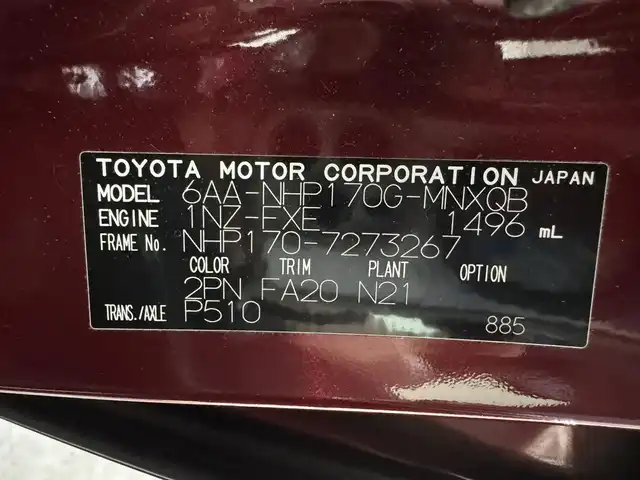 TOYOTA MOTOR CORPORATION JAPAN
MODEL 6AA-NHP170G-MNXQB
ENGINE 1NZ-FXE 1496 mL
FRAME No. NHP170-7273267
COLOR TRIM PLANT OPTION
2PN FA20 N21
TRANS./AXLE P510 885